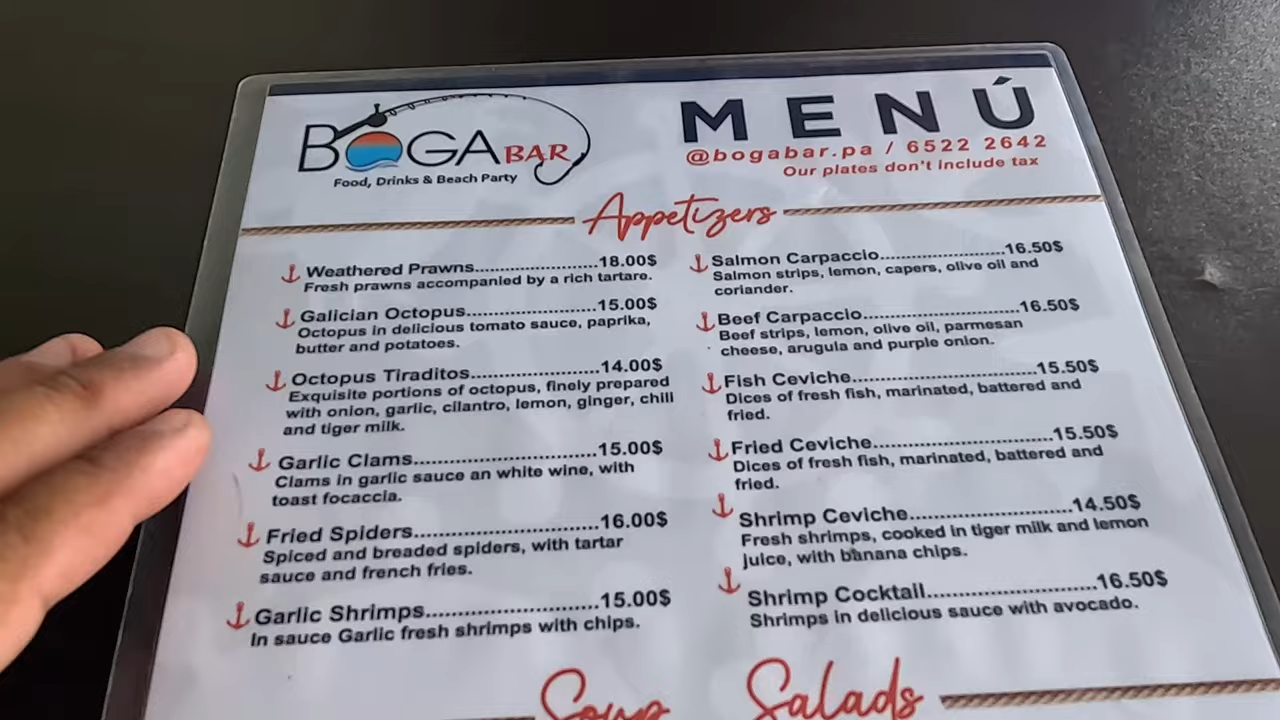 BOGA BAR
Food, Drinks & Beach Party
MENÚ
@bogabar.pa / 6522 2642
Our plates don't include tax
Appetizers
Weathered Prawns..........................18.00$
Fresh prawns accompanied by a rich tartare.
Galician Octopus............................15.00$
Octopus in delicious tomato sauce, paprika,
butter and potatoes.
Octopus Tiraditos...........................14.00$
Exquisite portions of octopus, finely prepared
with onion, garlic, cilantro, lemon, ginger, chill
and tiger milk.
Garlic Clams......................................15.00$
Clams in garlic sauce an white wine, with
toast focaccia.
Fried Spiders.......................................16.00$
Spiced and breaded spiders, with tartar
sauce and french fries.
Garlic Shrimps....................................15.00$
In sauce Garlic fresh shrimps with chips.
Salmon Carpaccio..........................16.50$
Salmon strips, lemon, capers, olive oil and
coriander.
Beef Carpaccio.................................16.50$
Beef strips, lemon, olive oil, parmesan
cheese, arugula and purple onion.
Fish Ceviche......................................15.50$
Dices of fresh fish, marinated, battered and
fried.
Fried Ceviche.....................................15.50$
Dices of fresh fish, marinated, battered and
fried.
Shrimp Ceviche..................................14.50$
Fresh shrimps, cooked in tiger milk and lemon
juice, with banana chips.
Shrimp Cocktail...................................16.50$
Shrimps in delicious sauce with avocado.
Soup
Salads